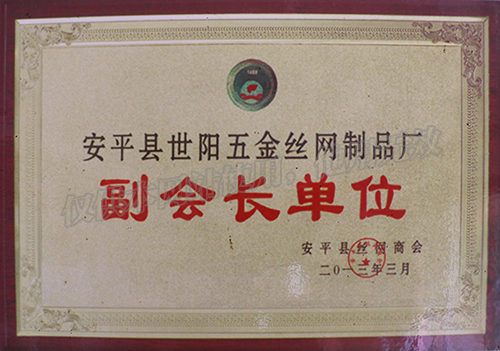 1488
安平县世阳五金丝网制品厂
副会长单位
安平县丝网商会
二〇一三年三月